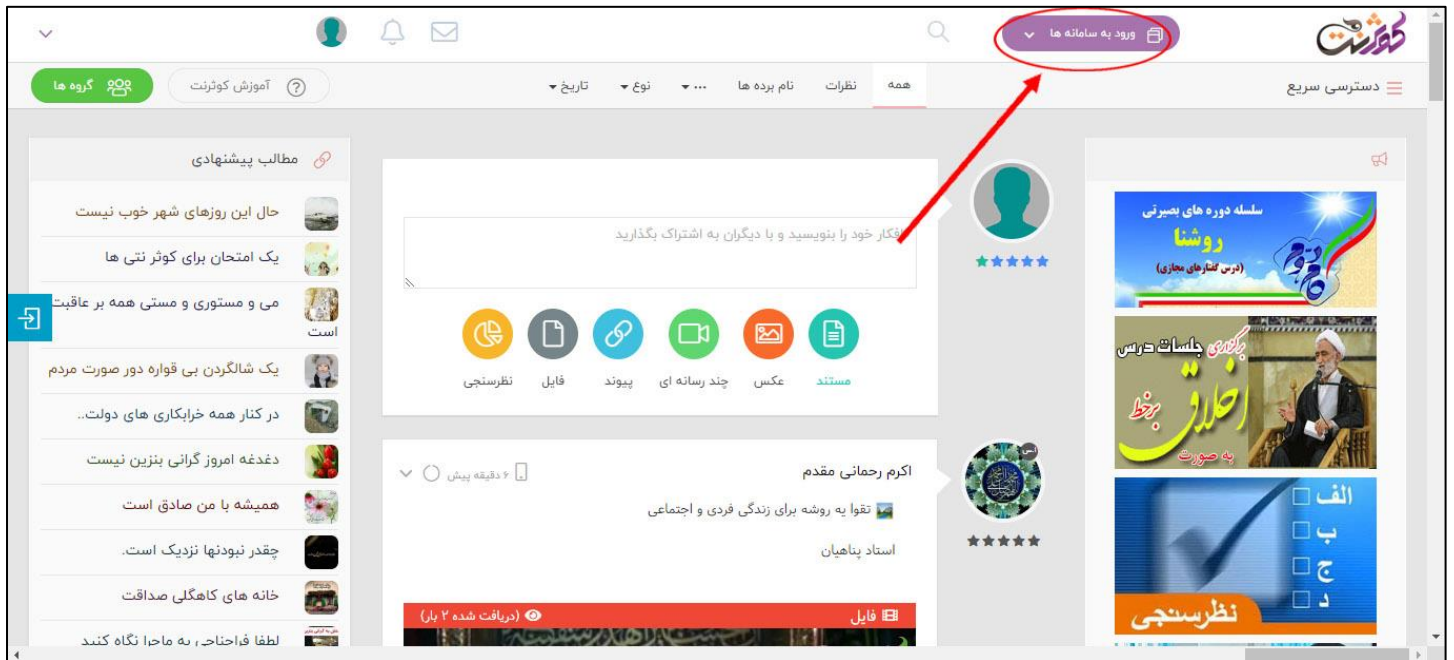 کوثرنت
ورود به سامانه ها
دسترسی سریع
همه
نظرات
نام برده ها
...
نوع
تاریخ
آموزش کوثرنت
گروه ها
سلسله دوره های بصیرتی
روشنا
(درس گفتارهای مجازی)
برگزاری جلسات درس
اخلاق برخط
به صورت
الف
ب
ج
د
نظرسنجی
افکار خود را بنویسید و با دیگران به اشتراک بگذارید
مستند
عکس
چند رسانه ای
پیوند
فایل
نظرسنجی
اکرم رحمانی مقدم
۶ دقیقه پیش
تقوا یه روشه برای زندگی فردی و اجتماعی
استاد پناهیان
فایل
(دریافت شده ۲ بار)
مطالب پیشنهادی
حال این روزهای شهر خوب نیست
یک امتحان برای کوثر نتی ها
می و مستوری و مستی همه بر عاقبت
است
یک شالگردن بی قواره دور صورت مردم
در کنار همه خرابکاری های دولت..
دغدغه امروز گرانی بنزین نیست
همیشه با من صادق است
چقدر نبودنها نزدیک است.
خانه های کاهگلی صداقت
لطفا فراجناحی به ماجرا نگاه کنید